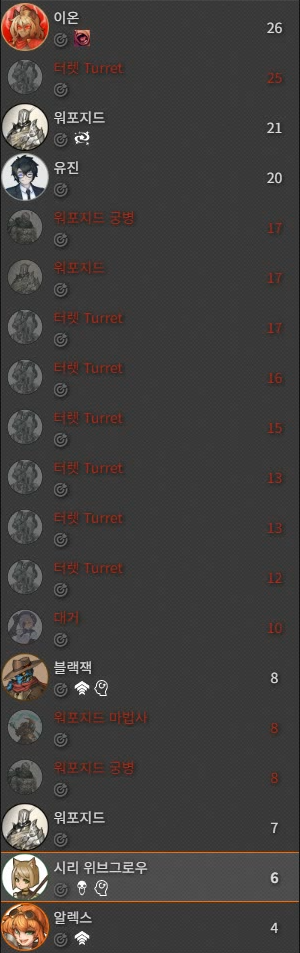 이온
26
터렛 Turret
25
워포지드
21
유진
20
워포지드 궁병
17
워포지드
17
터렛 Turret
17
터렛 Turret
16
터렛 Turret
15
터렛 Turret
13
터렛 Turret
13
터렛 Turret
12
대거
10
블랙잭
8
워포지드 마법사
8
워포지드 궁병
8
워포지드
7
시리 위브그로우
6
알렉스
4